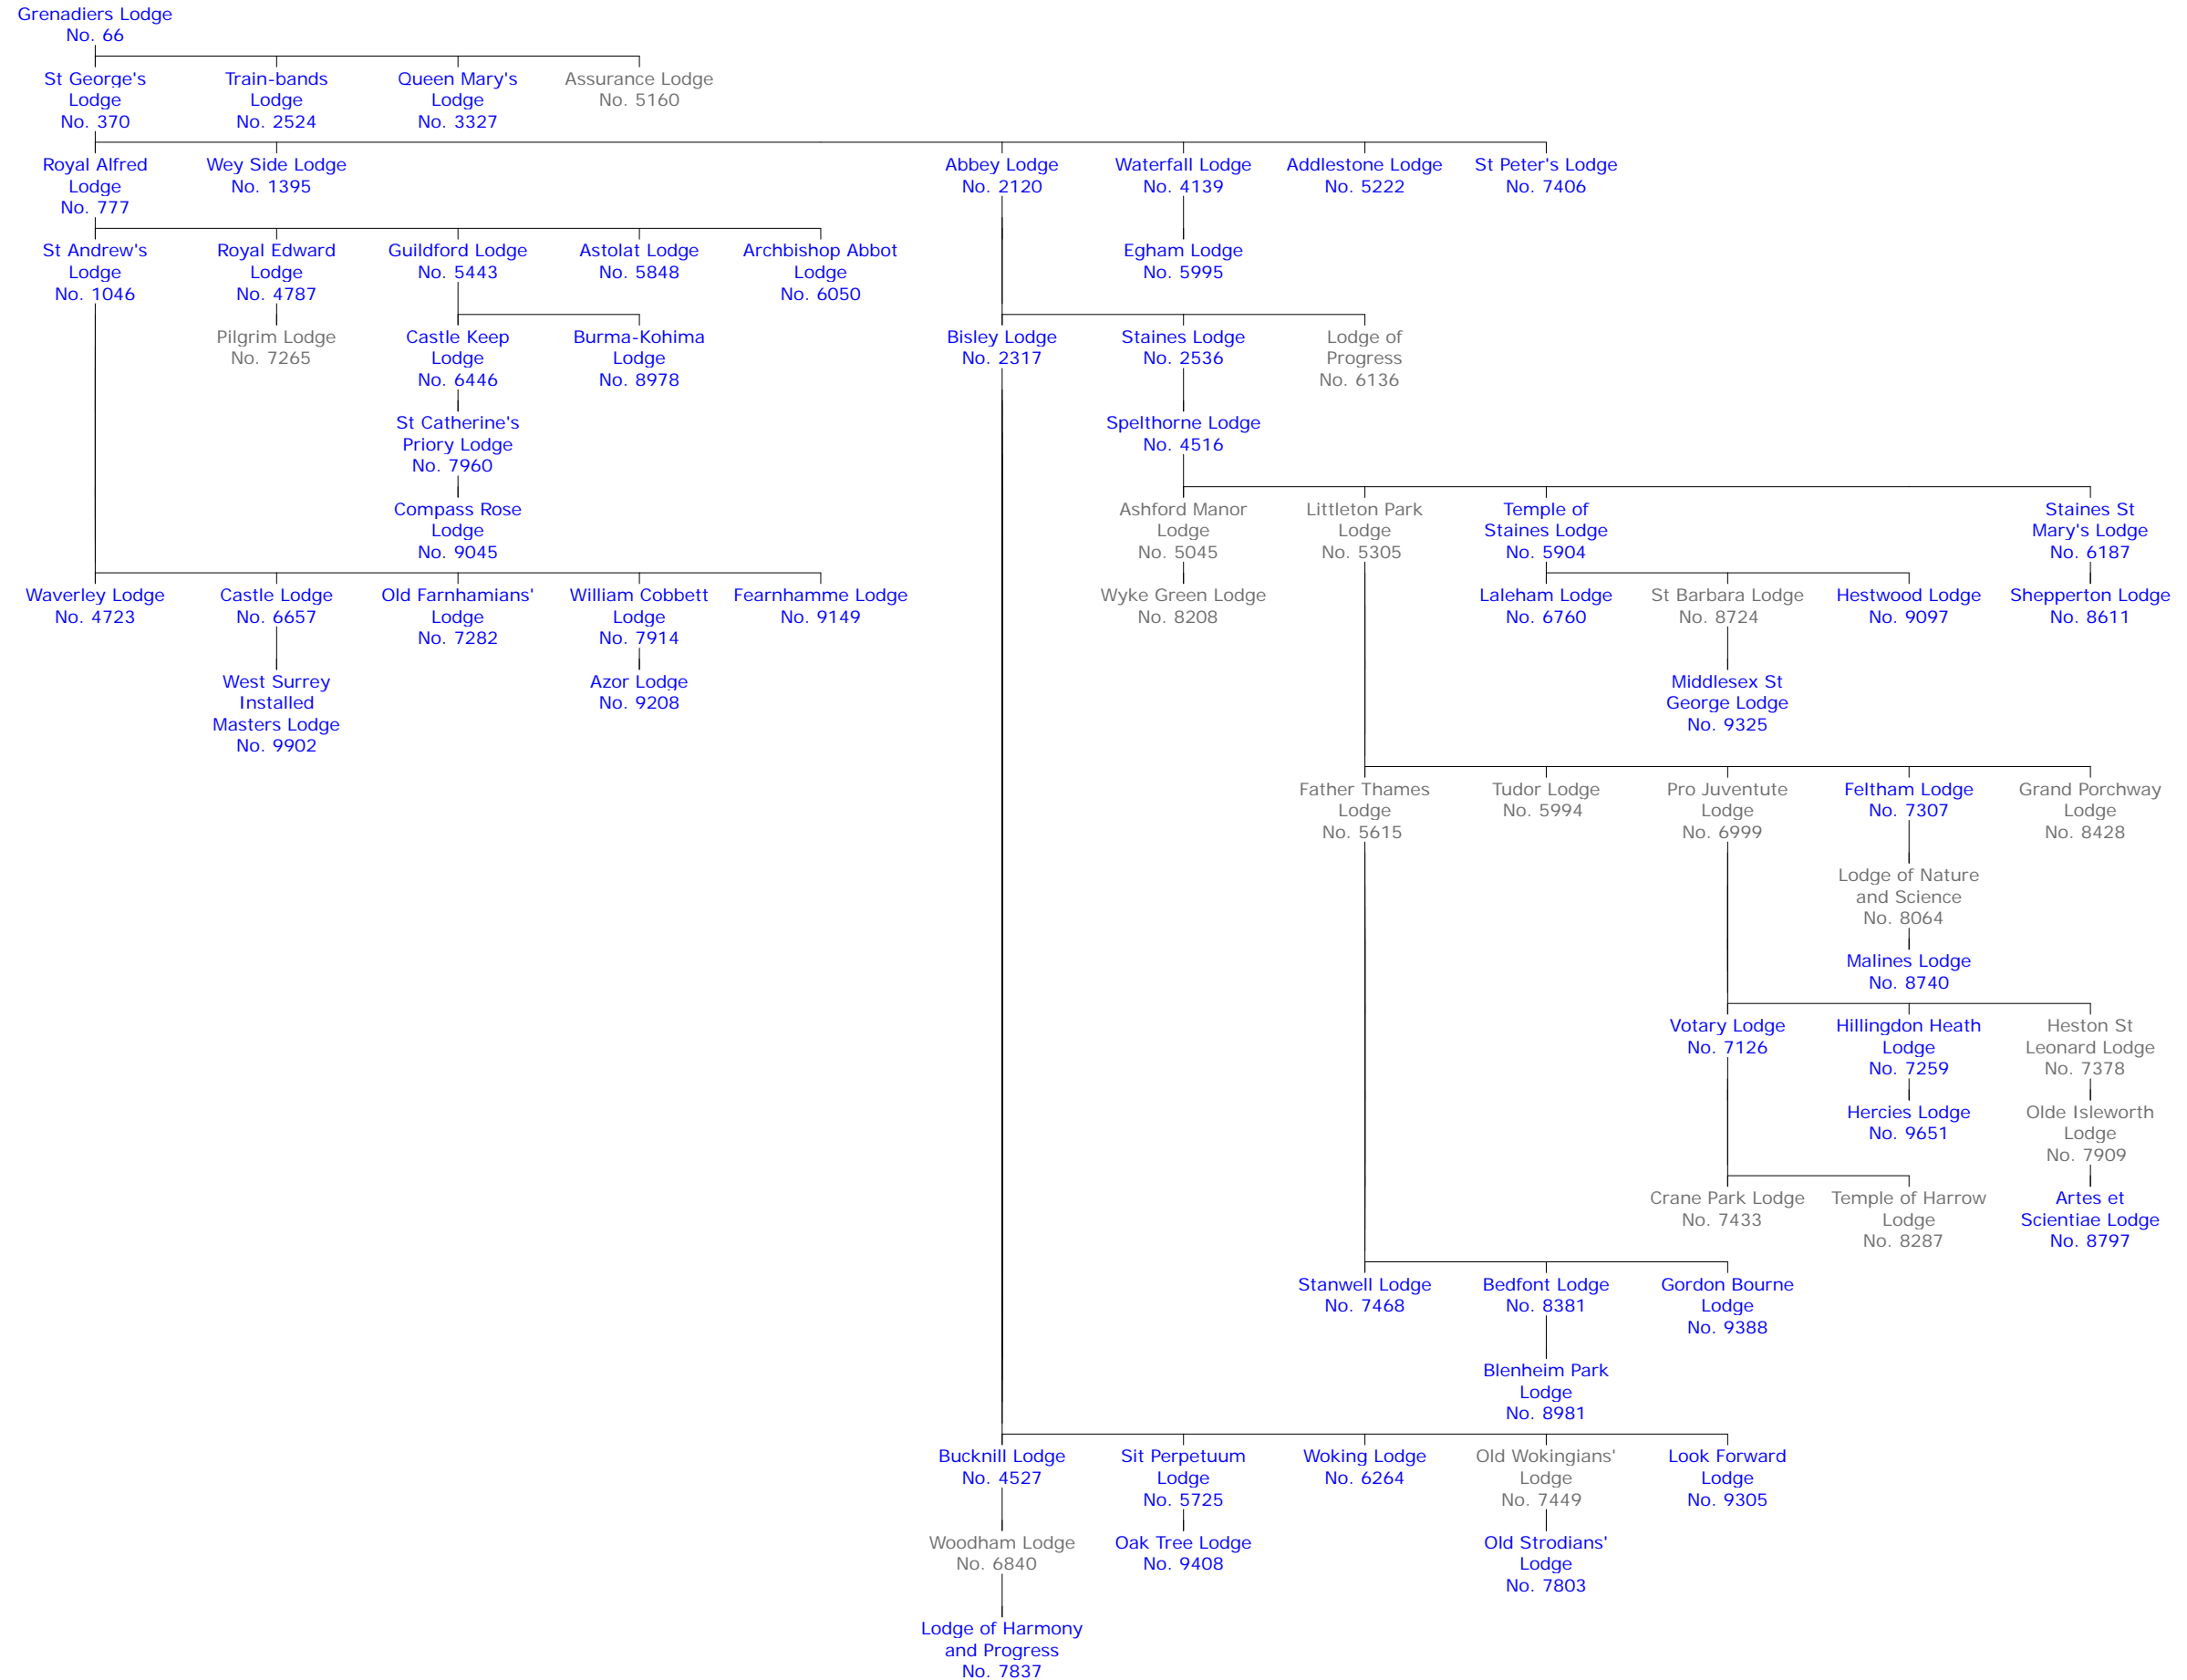 Grenadiers Lodge
No. 66
St George's
Lodge
No. 370
Train-bands
Lodge
No. 2524
Queen Mary's
Lodge
No. 3327
Assurance Lodge
No. 5160
Royal Alfred
Lodge
No. 777
Wey Side Lodge
No. 1395
Abbey Lodge
No. 2120
Waterfall Lodge
No. 4139
Addlestone Lodge
No. 5222
St Peter's Lodge
No. 7406
St Andrew's
Lodge
No. 1046
Royal Edward
Lodge
No. 4787
Guildford Lodge
No. 5443
Astolat Lodge
No. 5848
Archbishop Abbot
Lodge
No. 6050
Egham Lodge
No. 5995
Pilgrim Lodge
No. 7265
Castle Keep
Lodge
No. 6446
Burma-Kohima
Lodge
No. 8978
Bisley Lodge
No. 2317
Staines Lodge
No. 2536
Lodge of
Progress
No. 6136
St Catherine's
Priory Lodge
No. 7960
Spelthorne Lodge
No. 4516
Compass Rose
Lodge
No. 9045
Ashford Manor
Lodge
No. 5045
Littleton Park
Lodge
No. 5305
Temple of
Staines Lodge
No. 5904
Staines St
Mary's Lodge
No. 6187
Waverley Lodge
No. 4723
Castle Lodge
No. 6657
Old Farnhamians'
Lodge
No. 7282
William Cobbett
Lodge
No. 7914
Fearnhamme Lodge
No. 9149
Wyke Green Lodge
No. 8208
Laleham Lodge
No. 6760
St Barbara Lodge
No. 8724
Hestwood Lodge
No. 9097
Shepperton Lodge
No. 8611
West Surrey
Installed
Masters Lodge
No. 9902
Azor Lodge
No. 9208
Middlesex St
George Lodge
No. 9325
Father Thames
Lodge
No. 5615
Tudor Lodge
No. 5994
Pro Juventute
Lodge
No. 6999
Feltham Lodge
No. 7307
Grand Porchway
Lodge
No. 8428
Lodge of Nature
and Science
No. 8064
Malines Lodge
No. 8740
Votary Lodge
No. 7126
Hillingdon Heath
Lodge
No. 7259
Heston St
Leonard Lodge
No. 7378
Hercies Lodge
No. 9651
Olde Isleworth
Lodge
No. 7909
Crane Park Lodge
No. 7433
Temple of Harrow
Lodge
No. 8287
Artes et
Scientiae Lodge
No. 8797
Stanwell Lodge
No. 7468
Bedfont Lodge
No. 8381
Gordon Bourne
Lodge
No. 9388
Blenheim Park
Lodge
No. 8981
Bucknill Lodge
No. 4527
Sit Perpetuum
Lodge
No. 5725
Woking Lodge
No. 6264
Old Wokingians'
Lodge
No. 7449
Look Forward
Lodge
No. 9305
Woodham Lodge
No. 6840
Oak Tree Lodge
No. 9408
Old Strodians'
Lodge
No. 7803
Lodge of Harmony
and Progress
No. 7837